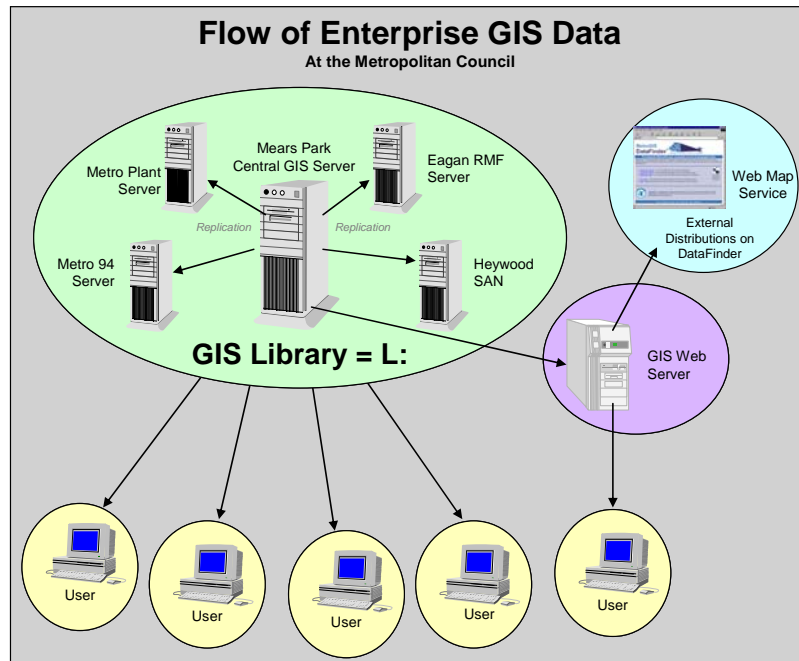 Flow of Enterprise GIS Data
At the Metropolitan Council
Metro Plant
Server
Mears Park
Central GIS Server
Eagan RMF
Server
Replication
Replication
Metro 94
Server
Heywood
SAN
GIS Library = L:
DataFinder
Web Map
Service
External
Distributions on
DataFinder
GIS Web
Server
User
User
User
User
User